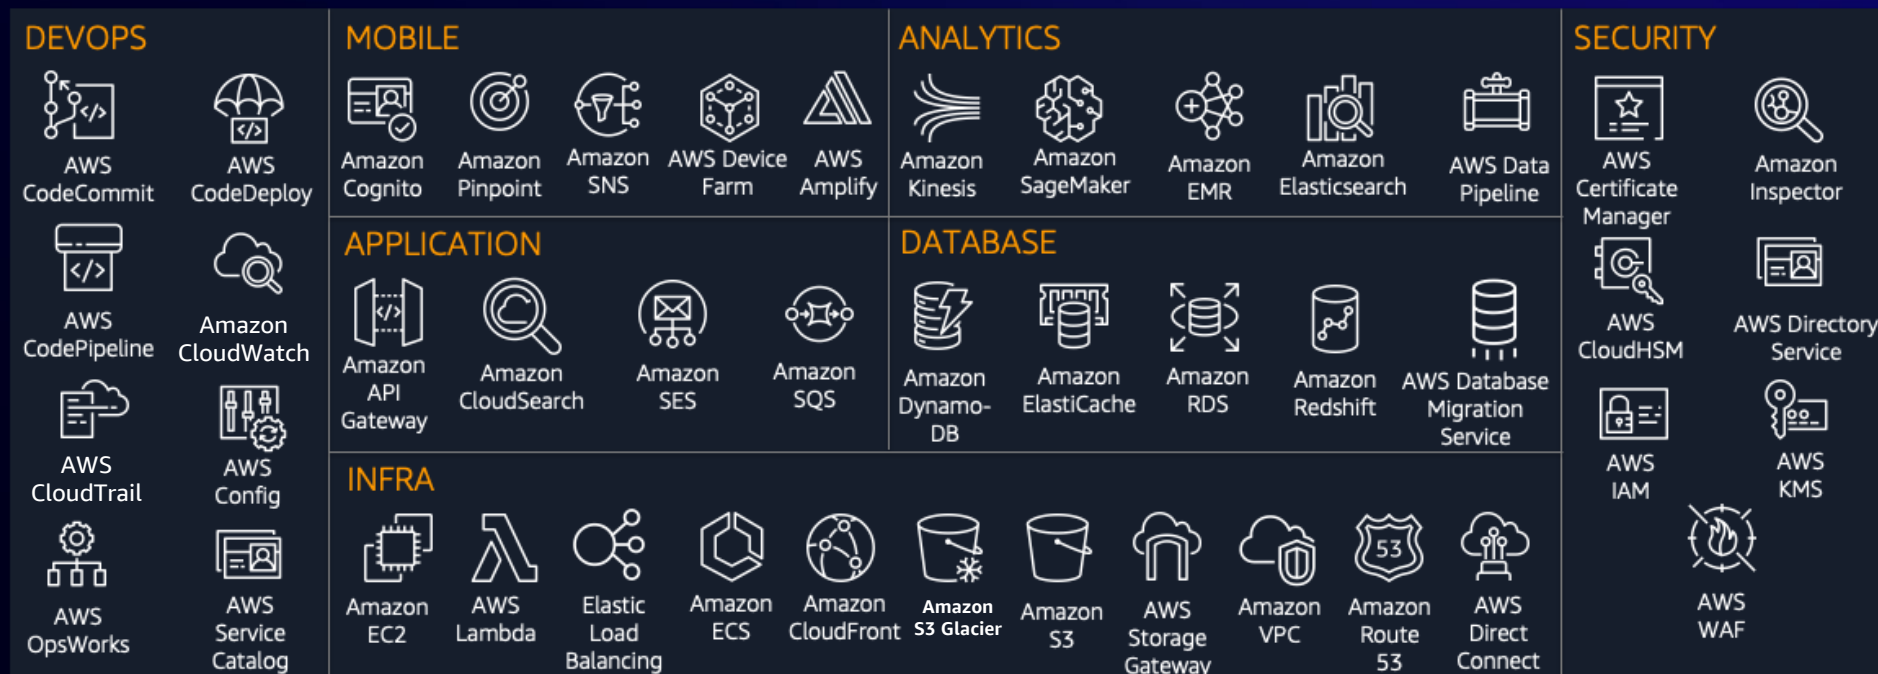 DEVOPS
AWS
CodeCommit
AWS
CodeDeploy
AWS
CodePipeline
Amazon
CloudWatch
AWS
CloudTrail
AWS
Config
AWS
OpsWorks
AWS
Service
Catalog
MOBILE
Amazon
Cognito
Amazon
Pinpoint
Amazon
SNS
AWS Device
Farm
AWS
Amplify
ANALYTICS
Amazon
Kinesis
Amazon
SageMaker
Amazon
EMR
Amazon
Elasticsearch
AWS Data
Pipeline
APPLICATION
</>
Amazon
API
Gateway
Amazon
CloudSearch
Amazon
SES
Amazon
SQS
DATABASE
Amazon
Dynamo-
DB
Amazon
ElastiCache
Amazon
RDS
Amazon
Redshift
AWS Database
Migration
Service
INFRA
Amazon
EC2
AWS
Lambda
Elastic
Load
Balancing
Amazon
ECS
Amazon
CloudFront
Amazon
S3 Glacier
Amazon
S3
AWS
Storage
Gateway
Amazon
VPC
53
Amazon
Route
53
AWS
Direct
Connect
SECURITY
AWS
Certificate
Manager
Amazon
Inspector
AWS
CloudHSM
AWS Directory
Service
AWS
IAM
AWS
KMS
AWS
WAF